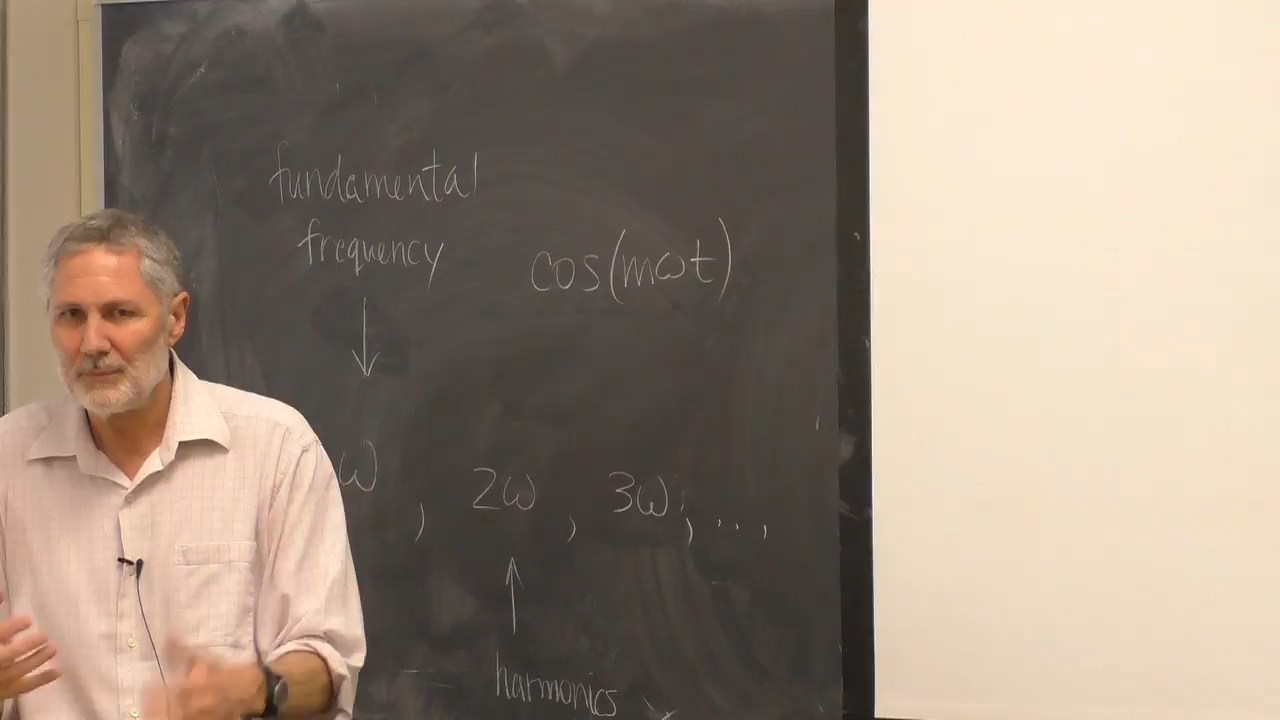 fundamental
frequency
cos(mωt)
ω, 2ω, 3ω, ...,
harmonics